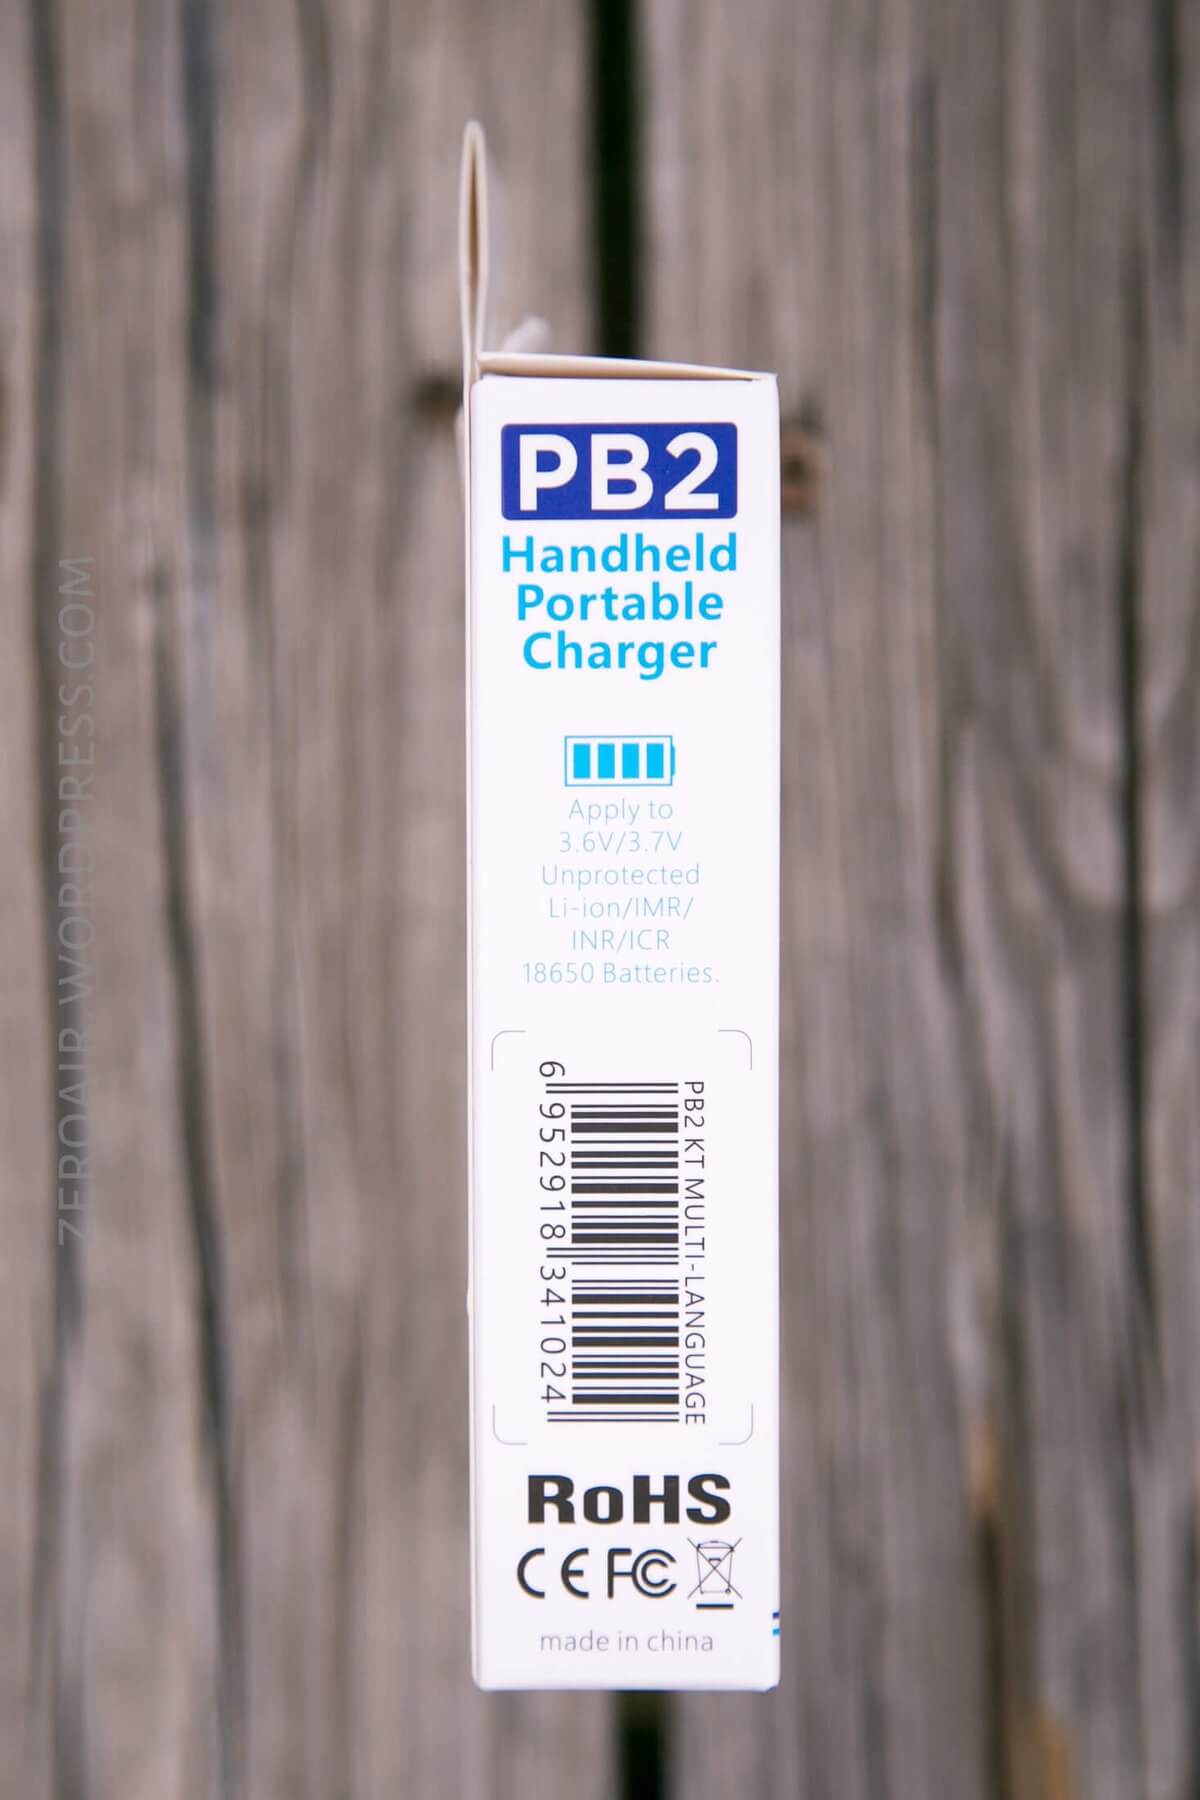 PB2
Handheld
Portable
Charger
Apply to
3.6V/3.7V
Unprotected
Li-ion/IMR/
INR/ICR
18650 Batteries.
PB2 KT MULTI-LANGUAGE
6 952918 341024
RoHS
CE FC
made in china
ZEROAIR.WORDPRESS.COM